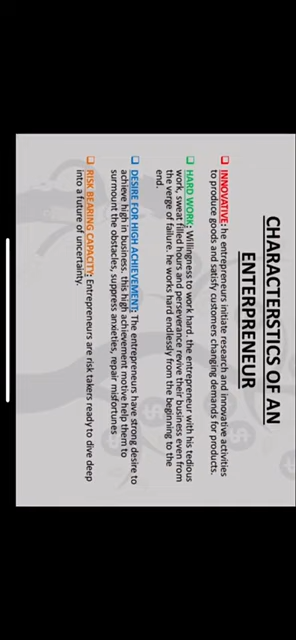 CHARACTERSTICS OF AN
ENTERPRENEUR
INNOVATIVE: he entrepreneurs initiate research and innovative activities
to produce goods and satisfy customers changing demands for products.
HARD WORK: Willingness to work hard. the entrepreneur with his tedious
work, sweat filled hours and perseverance revive their business even from
the verge of failure. he works hard endlessly from the beginning to the
end.
DESIRE FOR HIGH ACHIEVEMENT: The entrepreneurs have strong desire to
achieve high in business. this high achievement motive help them to
surmount the obstacles, suppress anxieties, repair misfortunes
RISK BEARING CAPACITY: Entrepreneurs are risk takers ready to dive deep
into a future of uncertainty.